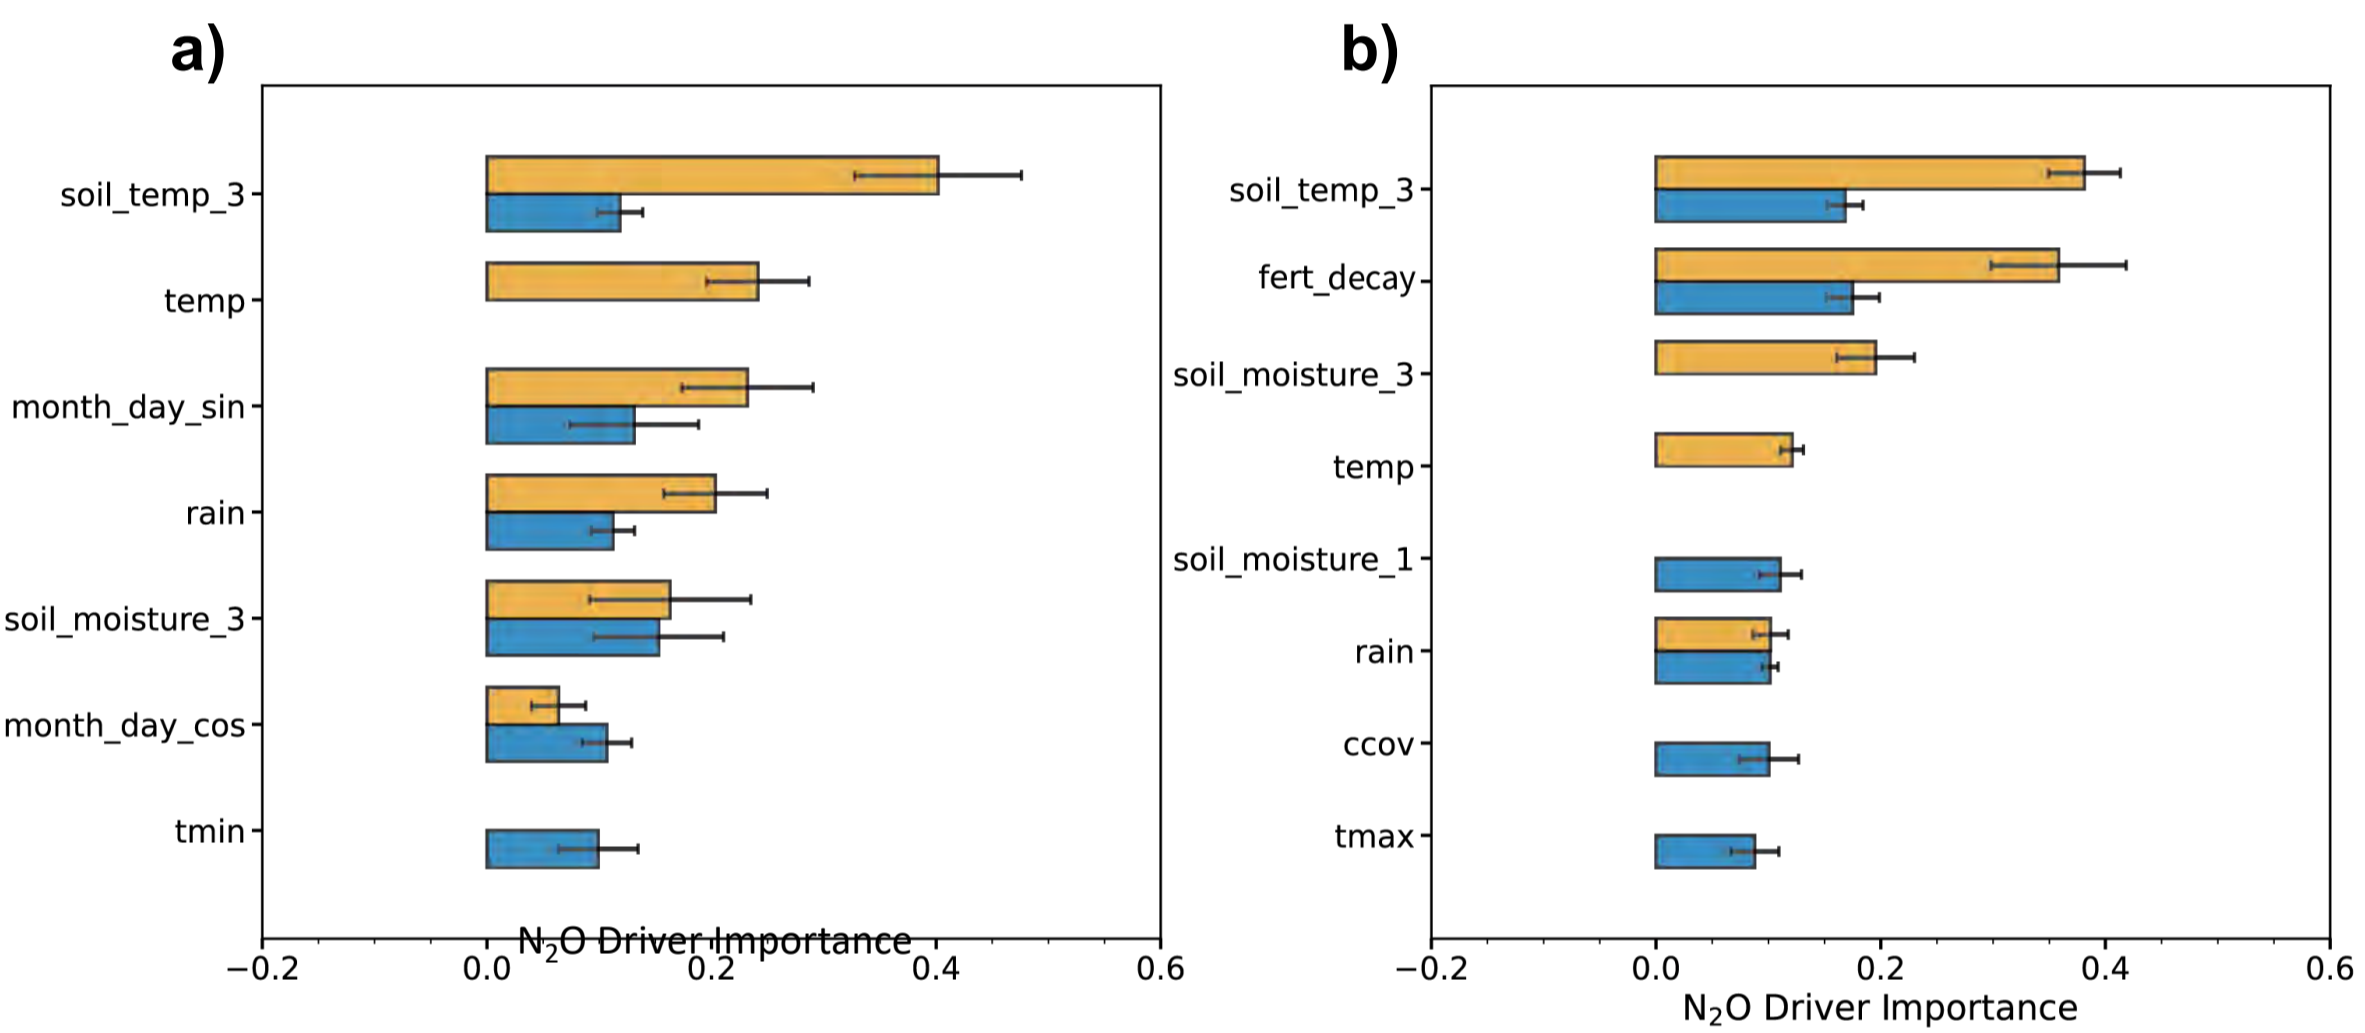 a)
soil_temp_3
temp
month_day_sin
rain
soil_moisture_3
month_day_cos
tmin
N₂O Driver Importance
−0.2 0.0 0.2 0.4 0.6
b)
soil_temp_3
fert_decay
soil_moisture_3
temp
soil_moisture_1
rain
ccov
tmax
−0.2 0.0 0.2 0.4 0.6
N₂O Driver Importance